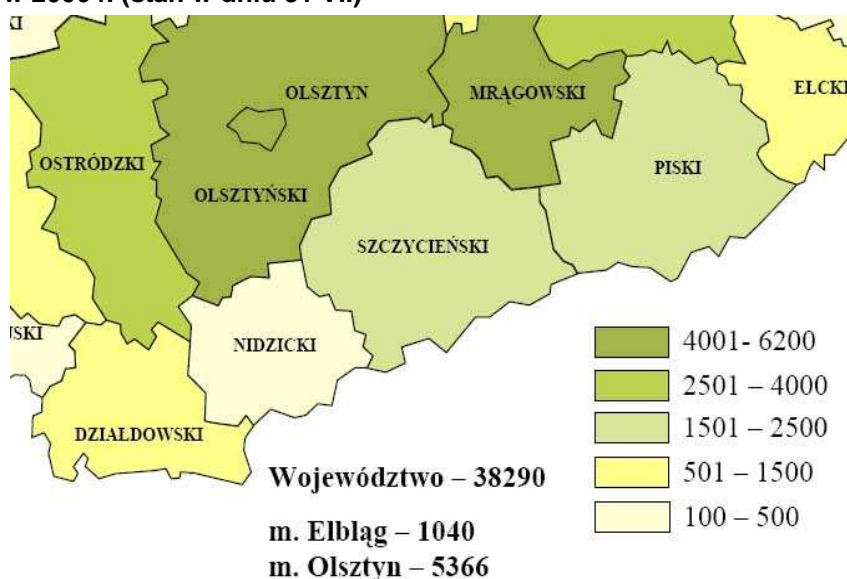 OLSZTYN
MRĄGOWSKI
EŁCKI
OSTRÓDZKI
PISKI
OLSZTYŃSKI
SZCZYCIEŃSKI
NIDZICKI
DZIAŁDOWSKI
4001- 6200
2501 – 4000
1501 – 2500
501 – 1500
100 – 500
Województwo – 38290
m. Elbląg – 1040
m. Olsztyn – 5366